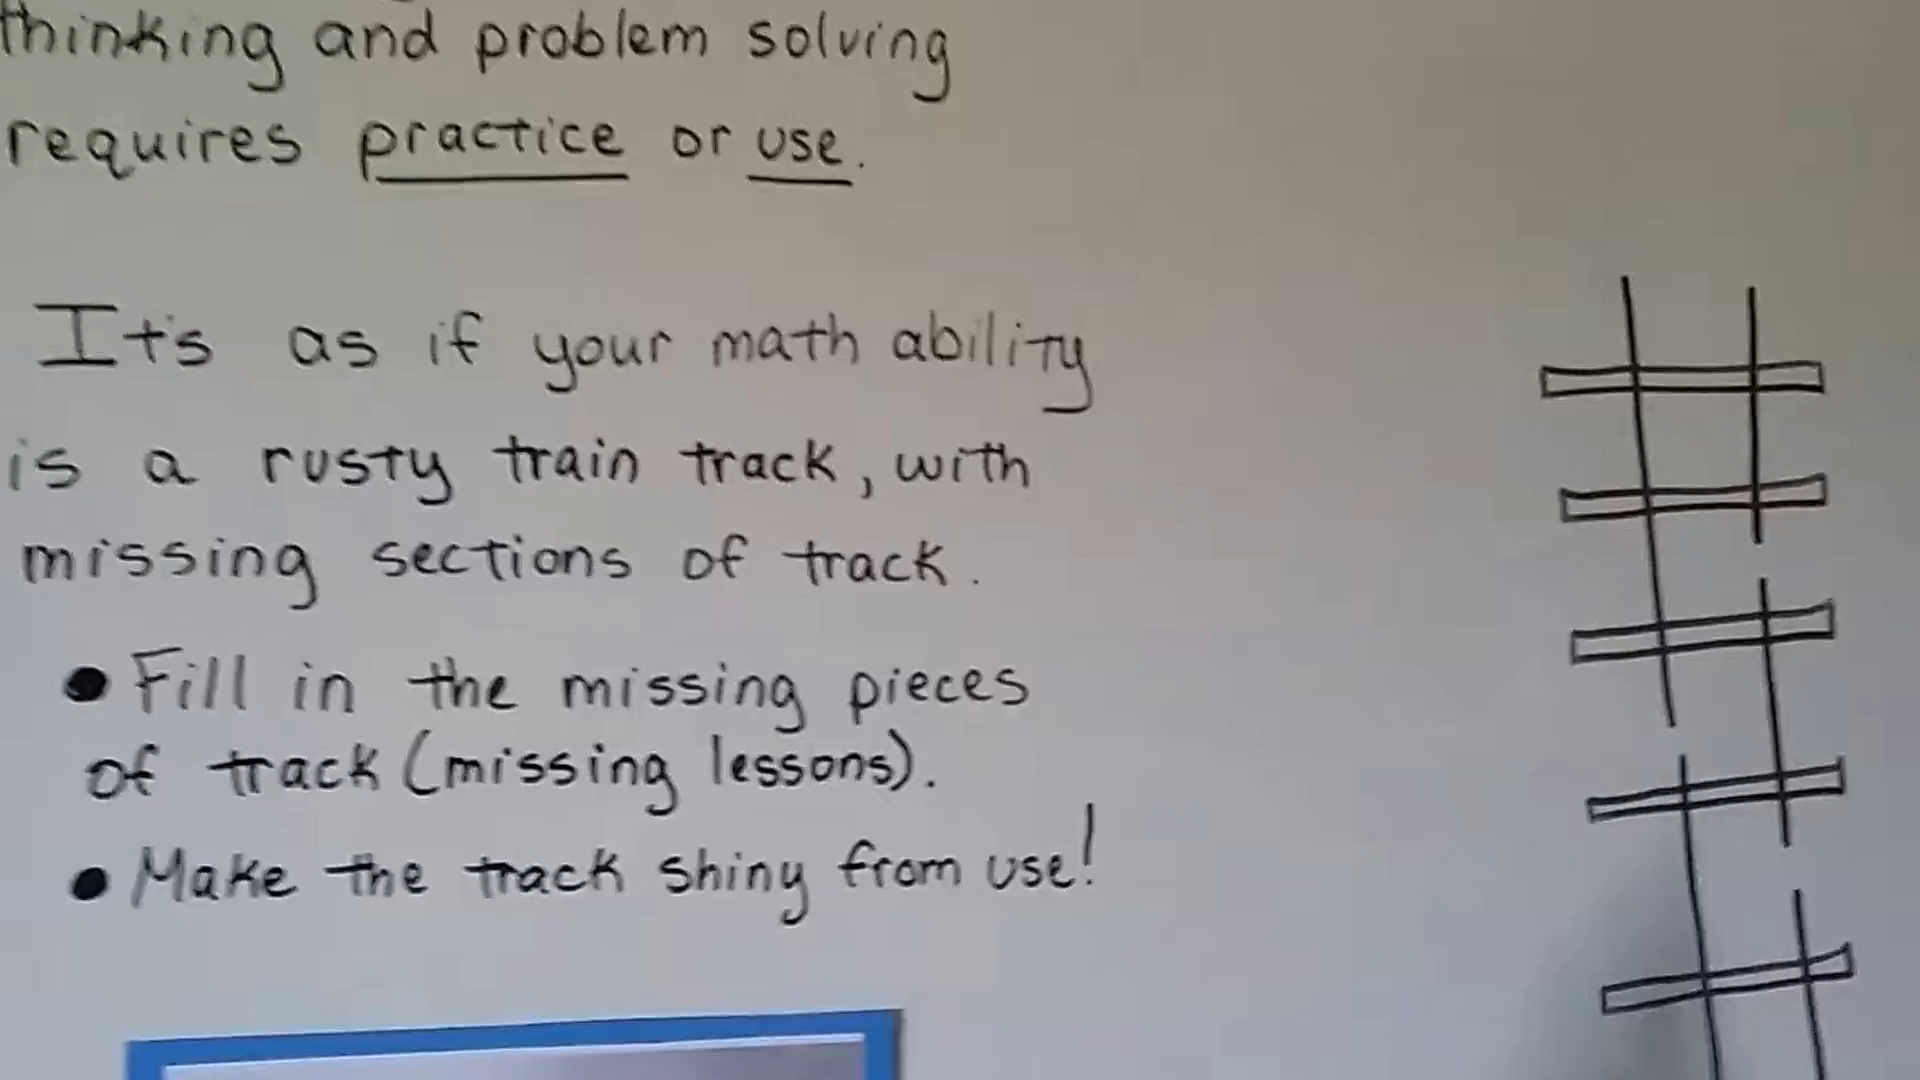 thinking and problem solving
requires practice or use.
It's as if your math ability
is a rusty train track, with
missing sections of track.
• Fill in the missing pieces
of track (missing lessons).
• Make the track shiny from use!